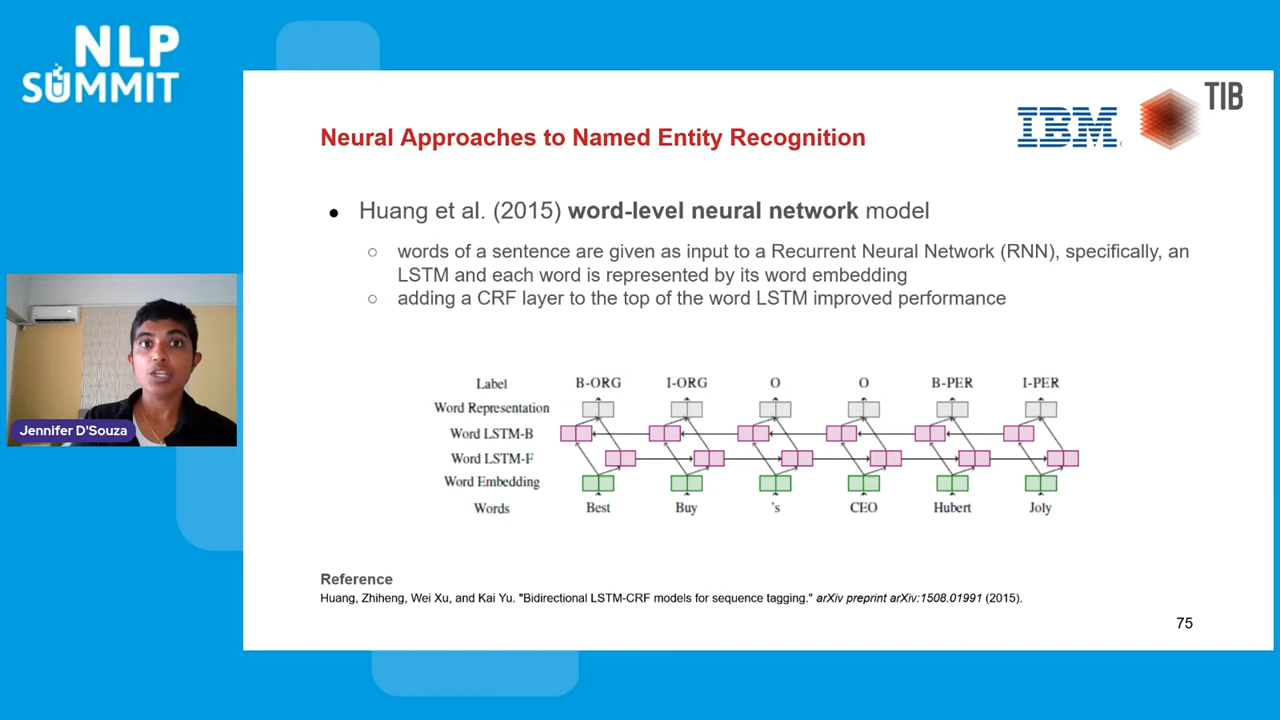 NLP
SUMMIT
IBM
TIB
Neural Approaches to Named Entity Recognition
● Huang et al. (2015) word-level neural network model
○ words of a sentence are given as input to a Recurrent Neural Network (RNN), specifically, an
LSTM and each word is represented by its word embedding
○ adding a CRF layer to the top of the word LSTM improved performance
Label B-ORG I-ORG O O B-PER I-PER
Word Representation
Word LSTM-B
Word LSTM-F
Word Embedding
Words Best Buy 's CEO Hubert Joly
Jennifer D'Souza
Reference
Huang, Zhiheng, Wei Xu, and Kai Yu. "Bidirectional LSTM-CRF models for sequence tagging." arXiv preprint arXiv:1508.01991 (2015).
75